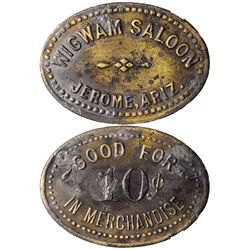 WIGWAM SALOON
JEROME, ARIZ.
GOOD FOR
10¢
IN MERCHANDISE